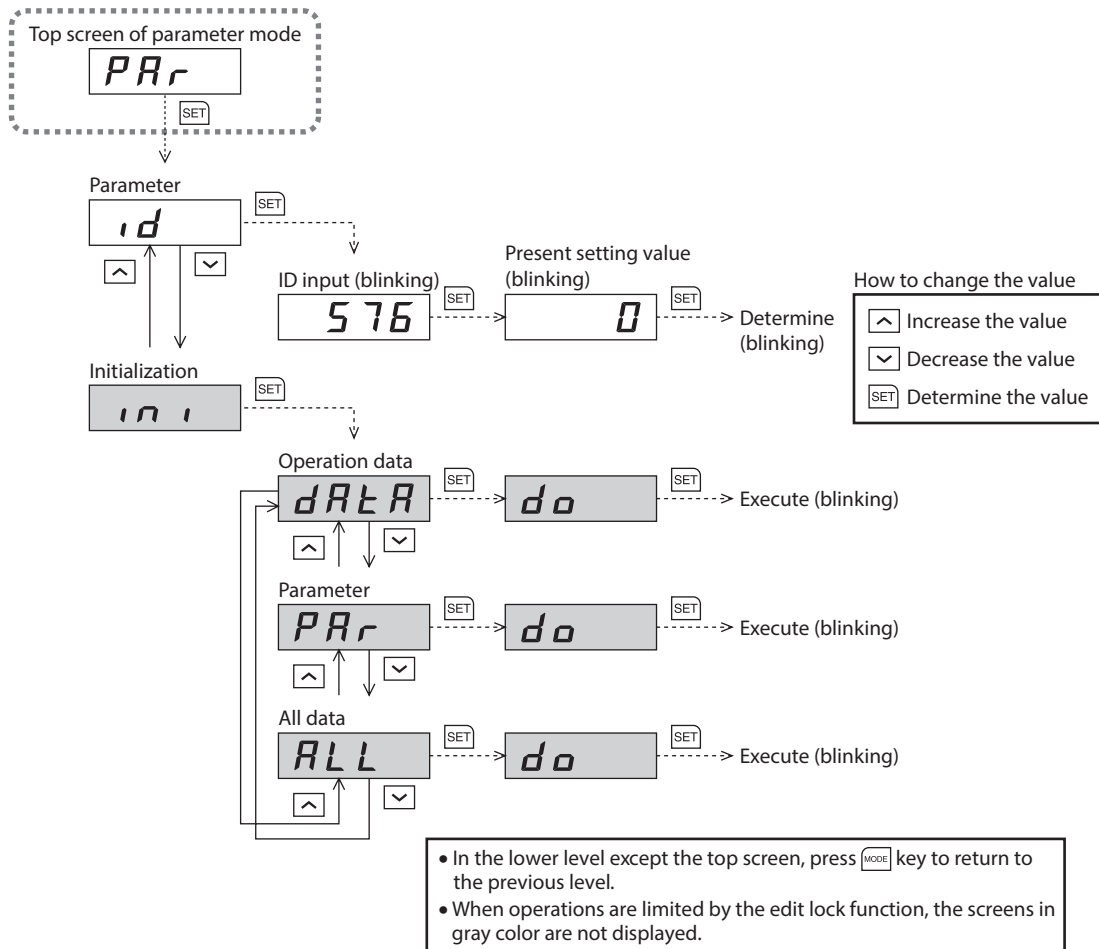 Top screen of parameter mode
PAr
SET
Parameter
id
SET
ID input (blinking)
576
SET
Present setting value
(blinking)
0
SET
Determine
(blinking)
How to change the value
Increase the value
Decrease the value
SET Determine the value
Initialization
ini
SET
Operation data
dAtA
SET
do
SET
Execute (blinking)
Parameter
PAr
SET
do
SET
Execute (blinking)
All data
ALL
SET
do
SET
Execute (blinking)
• In the lower level except the top screen, press MODE key to return to
the previous level.
• When operations are limited by the edit lock function, the screens in
gray color are not displayed.